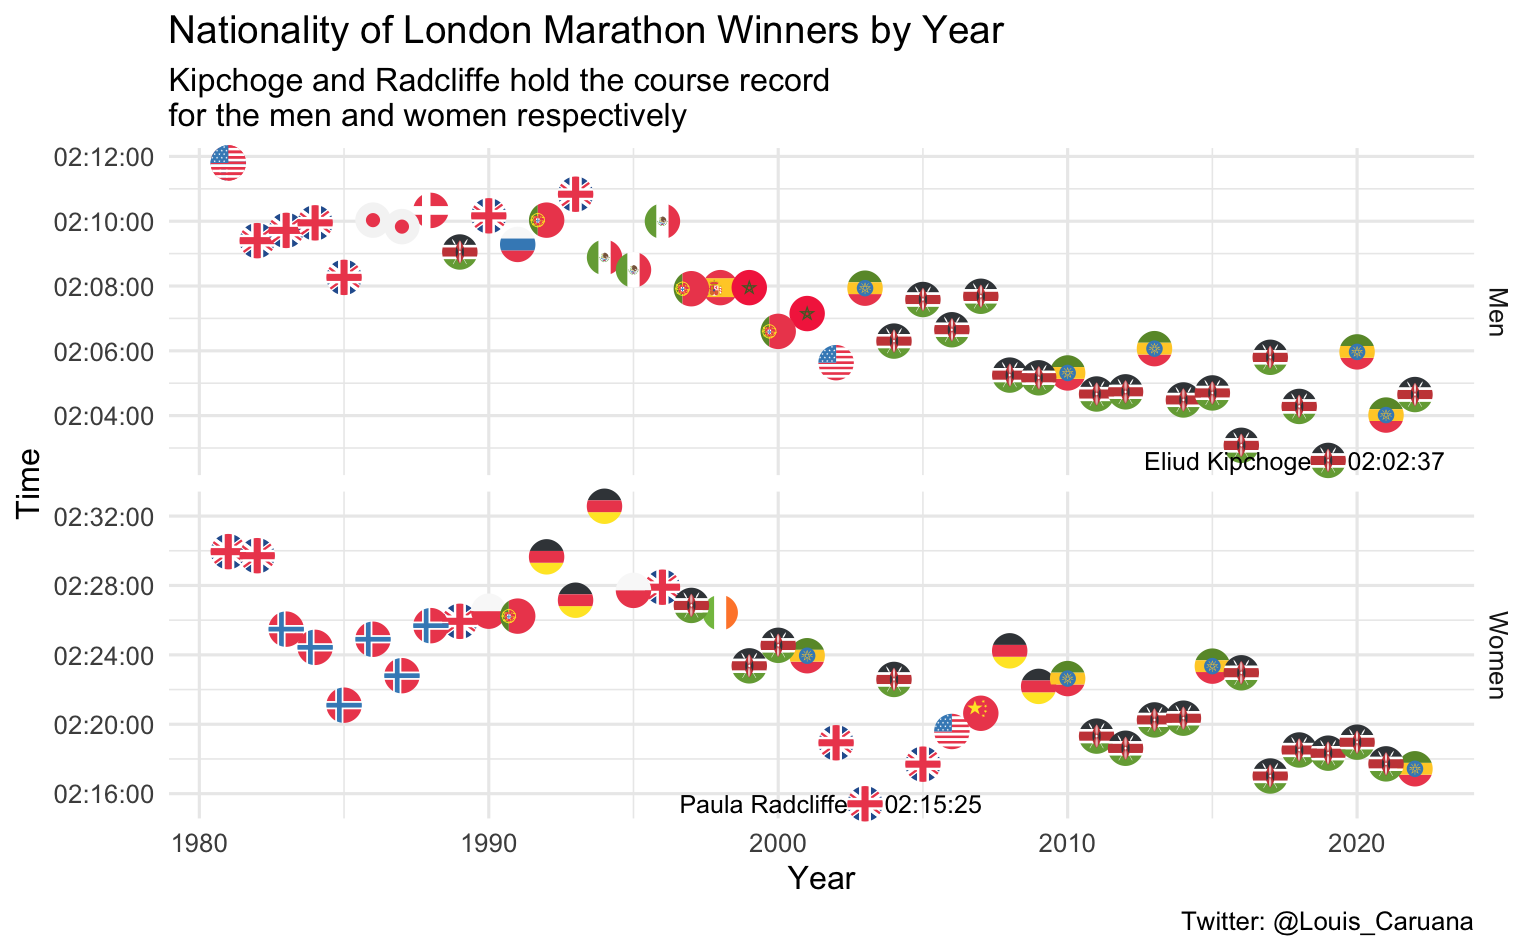 Nationality of London Marathon Winners by Year
Kipchoge and Radcliffe hold the course record
for the men and women respectively
02:12:00
02:10:00
02:08:00
02:06:00
02:04:00
Men
Eliud Kipchoge 02:02:37
Time
02:32:00
02:28:00
02:24:00
02:20:00
02:16:00
Women
Paula Radcliffe 02:15:25
1980 1990 2000 2010 2020
Year
Twitter: @Louis_Caruana